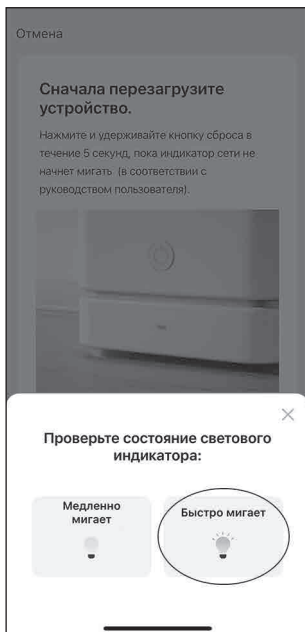 Отмена
Сначала перезагрузите
устройство.
Нажмите и удерживайте кнопку сброса в
течение 5 секунд, пока индикатор сети не
начнет мигать (в соответствии с
руководством пользователя).
Проверьте состояние светового
индикатора:
Медленно
мигает
Быстро мигает